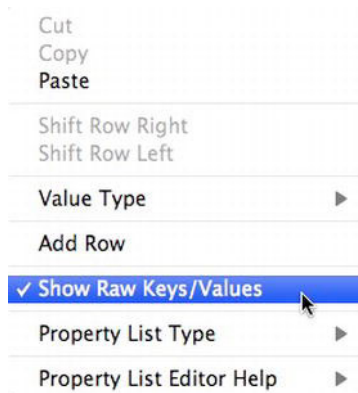 Cut
Copy
Paste
Shift Row Right
Shift Row Left
Value Type
Add Row
✓ Show Raw Keys/Values
Property List Type
Property List Editor Help